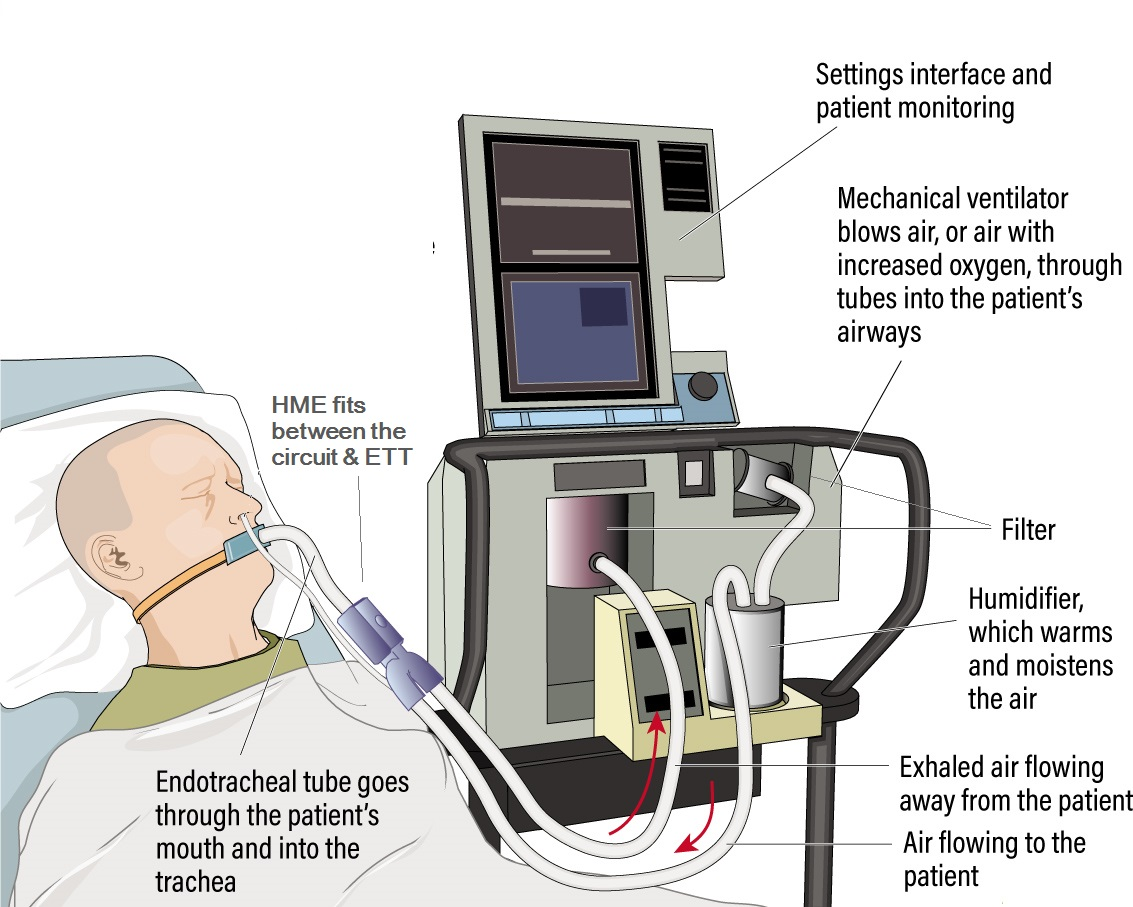 Settings interface and
patient monitoring
Mechanical ventilator
blows air, or air with
increased oxygen, through
tubes into the patient's
airways
HME fits
between the
circuit & ETT
Filter
Humidifier,
which warms
and moistens
the air
Endotracheal tube goes
through the patient's
mouth and into the
trachea
Exhaled air flowing
away from the patient
Air flowing to the
patient